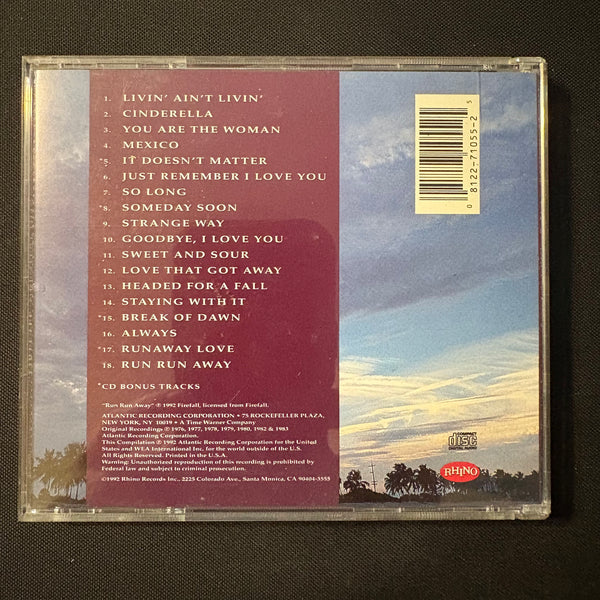 1. LIVIN' AIN'T LIVIN'
2. CINDERELLA
3. YOU ARE THE WOMAN
4. MEXICO
*5. IT DOESN'T MATTER
6. JUST REMEMBER I LOVE YOU
7. SO LONG
*8. SOMEDAY SOON
9. STRANGE WAY
10. GOODBYE, I LOVE YOU
11. SWEET AND SOUR
12. LOVE THAT GOT AWAY
13. HEADED FOR A FALL
14. STAYING WITH IT
*15. BREAK OF DAWN
16. ALWAYS
*17. RUNAWAY LOVE
18. RUN RUN AWAY
*CD BONUS TRACKS
"Run Run Away" ℗ 1992 Firefall, licensed from Firefall.
ATLANTIC RECORDING CORPORATION • 75 ROCKEFELLER PLAZA,
NEW YORK, NY 10019 • A Time Warner Company
Original Recordings ℗ 1976, 1977, 1978, 1979, 1980, 1982 & 1983
Atlantic Recording Corporation.
This Compilation ℗ 1992 Atlantic Recording Corporation for the United
States and WEA International Inc. for the world outside of the U.S.
All Rights Reserved. Printed in the U.S.A.
Warning: Unauthorized reproduction of this recording is prohibited by
Federal law and subject to criminal prosecution.
©1992 Rhino Records Inc., 2225 Colorado Ave., Santa Monica, CA 90404-3555
0 8122-71055-2 5
COMPACT
disc
DIGITAL AUDIO
RHINO